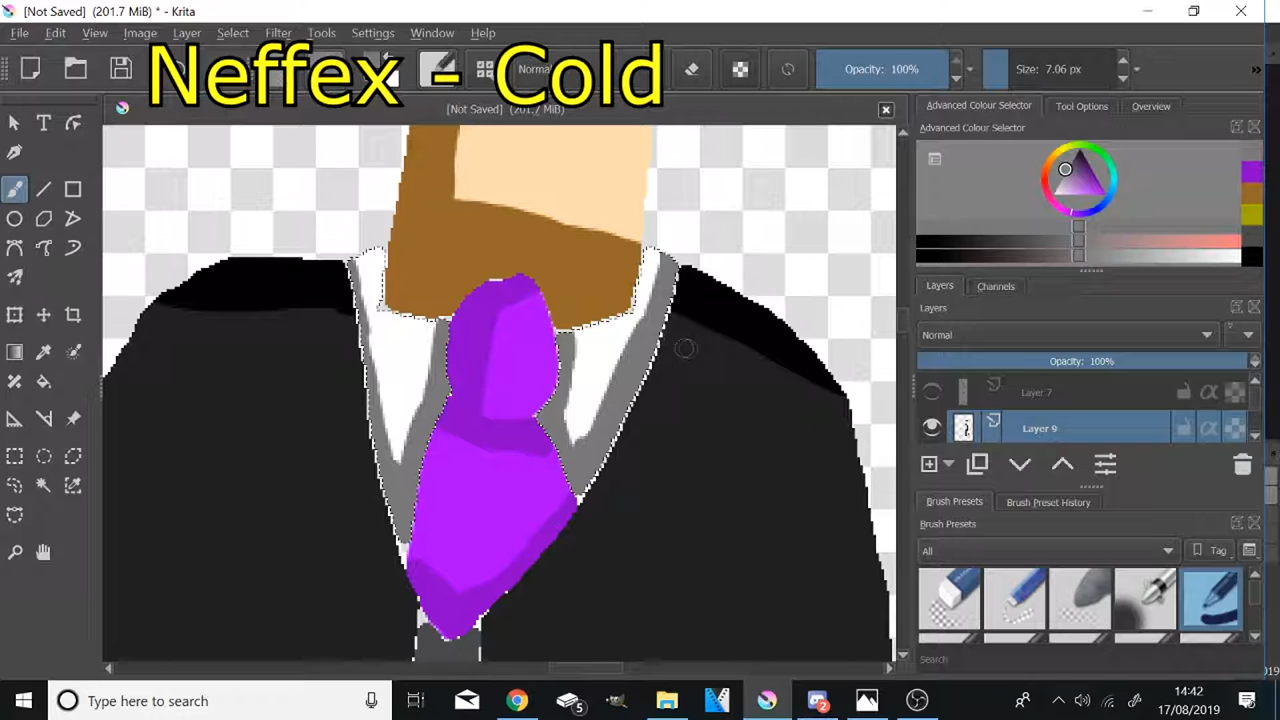 [Not Saved] (201.7 MiB) * - Krita
File Edit View Image Layer Select Filter Tools Settings Window Help
Neffex - Cold
Normal
Opacity: 100%
Size: 7.06 px
[Not Saved] (201.7 MiB)
Advanced Colour Selector Tool Options Overview
Advanced Colour Selector
Layers Channels
Layers
Normal
Opacity: 100%
Layer 7
Layer 9
Brush Presets Brush Preset History
Brush Presets
All
Tag
Search
Type here to search
5
2
14:42
17/08/2019